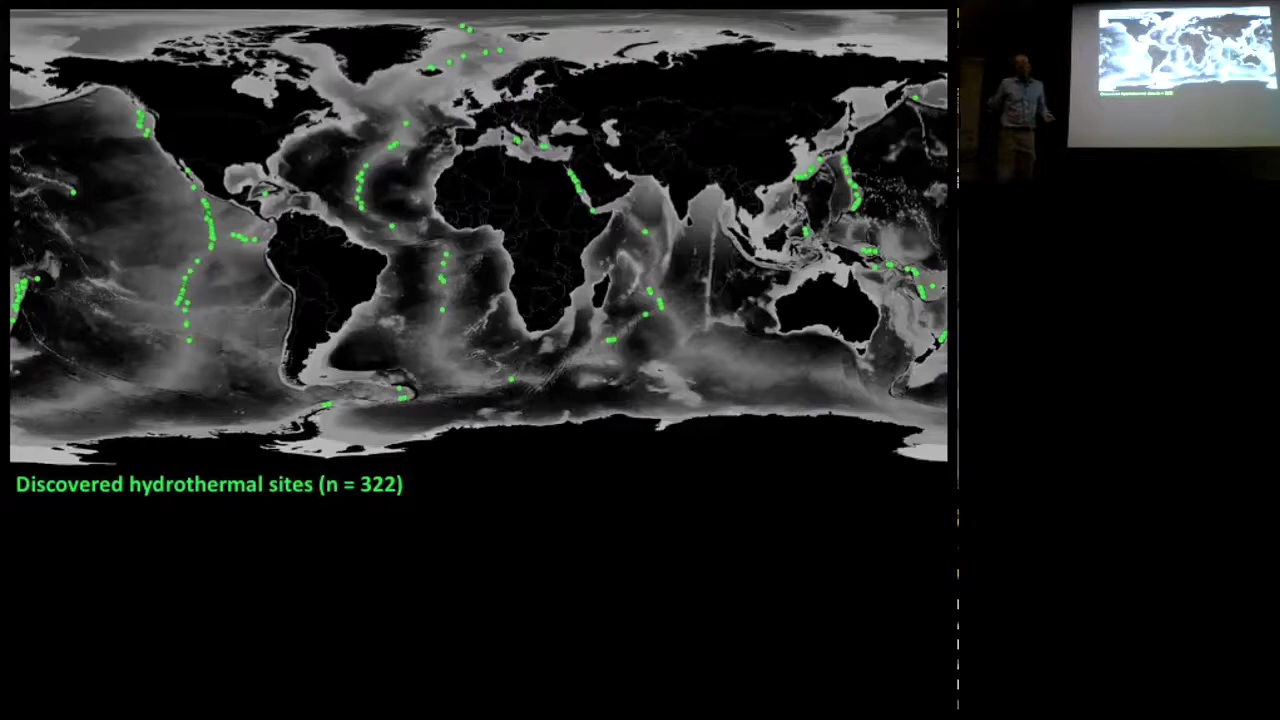 Discovered hydrothermal sites (n = 322)